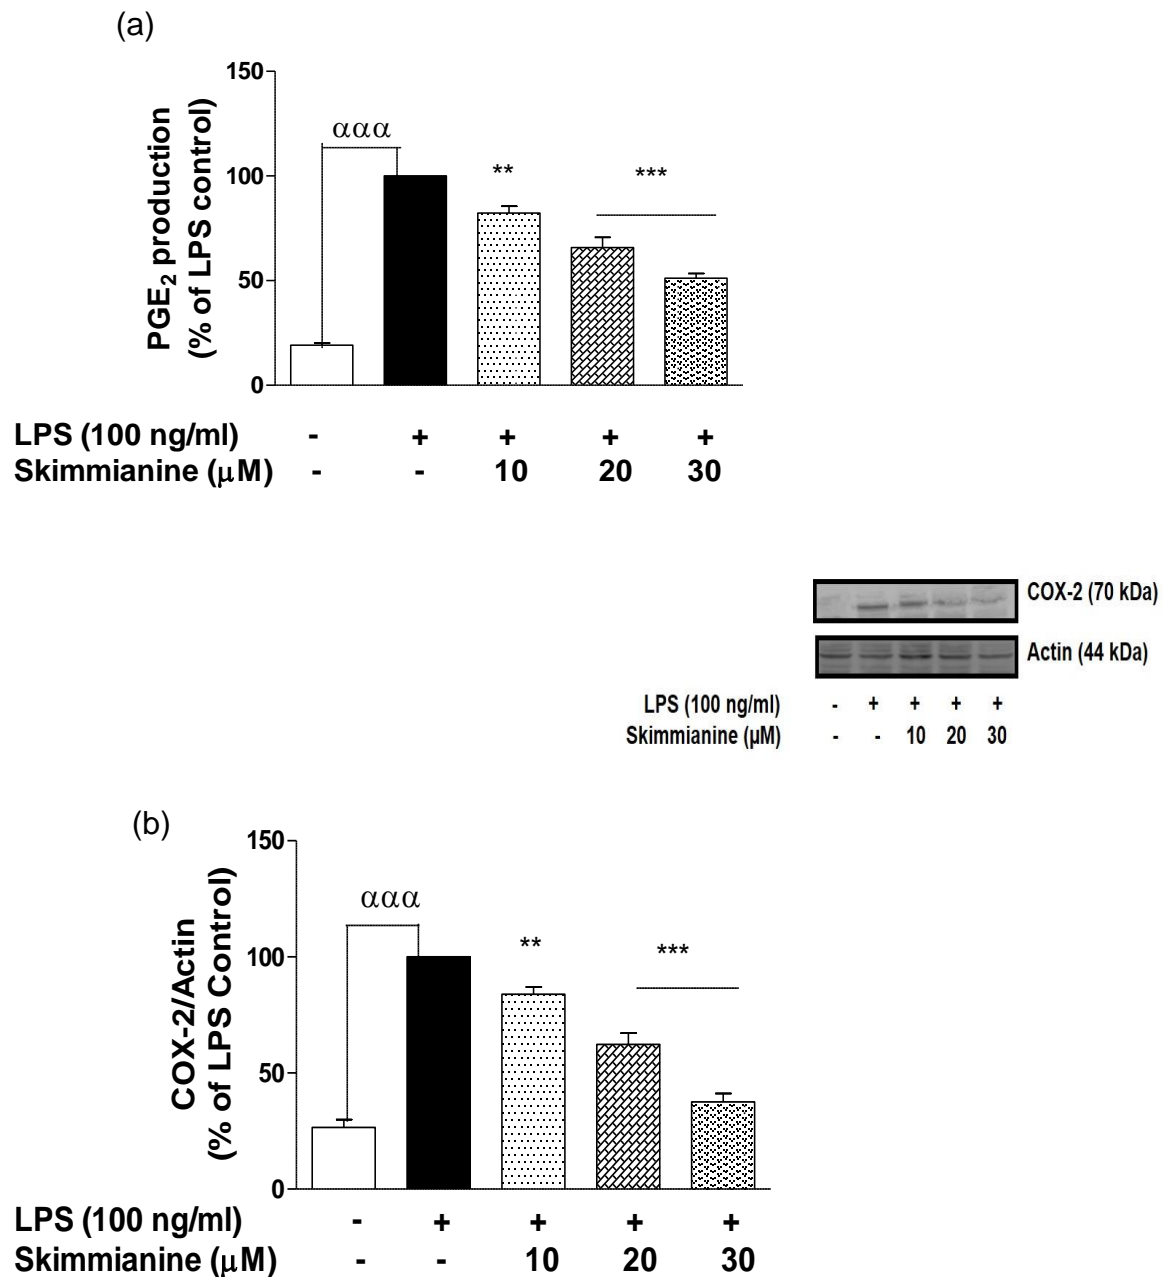 (a)
150
100
50
0
PGE₂ production
(% of LPS control)
ααα
**
***
LPS (100 ng/ml) - + + + +
Skimmianine (μM) - - 10 20 30
COX-2 (70 kDa)
Actin (44 kDa)
LPS (100 ng/ml) - + + + +
Skimmianine (μM) - - 10 20 30
(b)
150
100
50
0
COX-2/Actin
(% of LPS Control)
ααα
**
***
LPS (100 ng/ml) - + + + +
Skimmianine (μM) - - 10 20 30